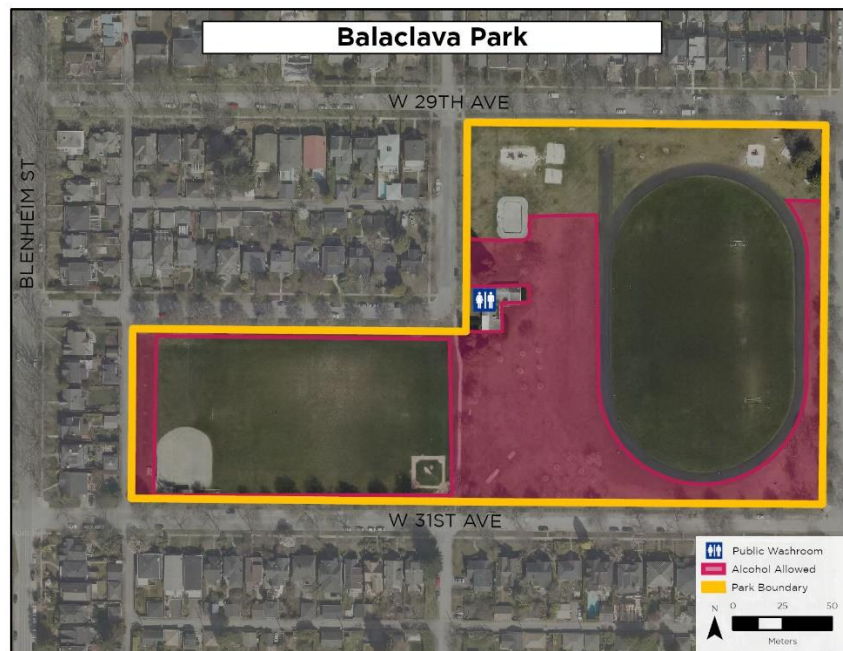 Balaclava Park
W 29TH AVE
BLENHEIM ST
W 31ST AVE
Public Washroom
Alcohol Allowed
Park Boundary
N
0 25 50
Meters